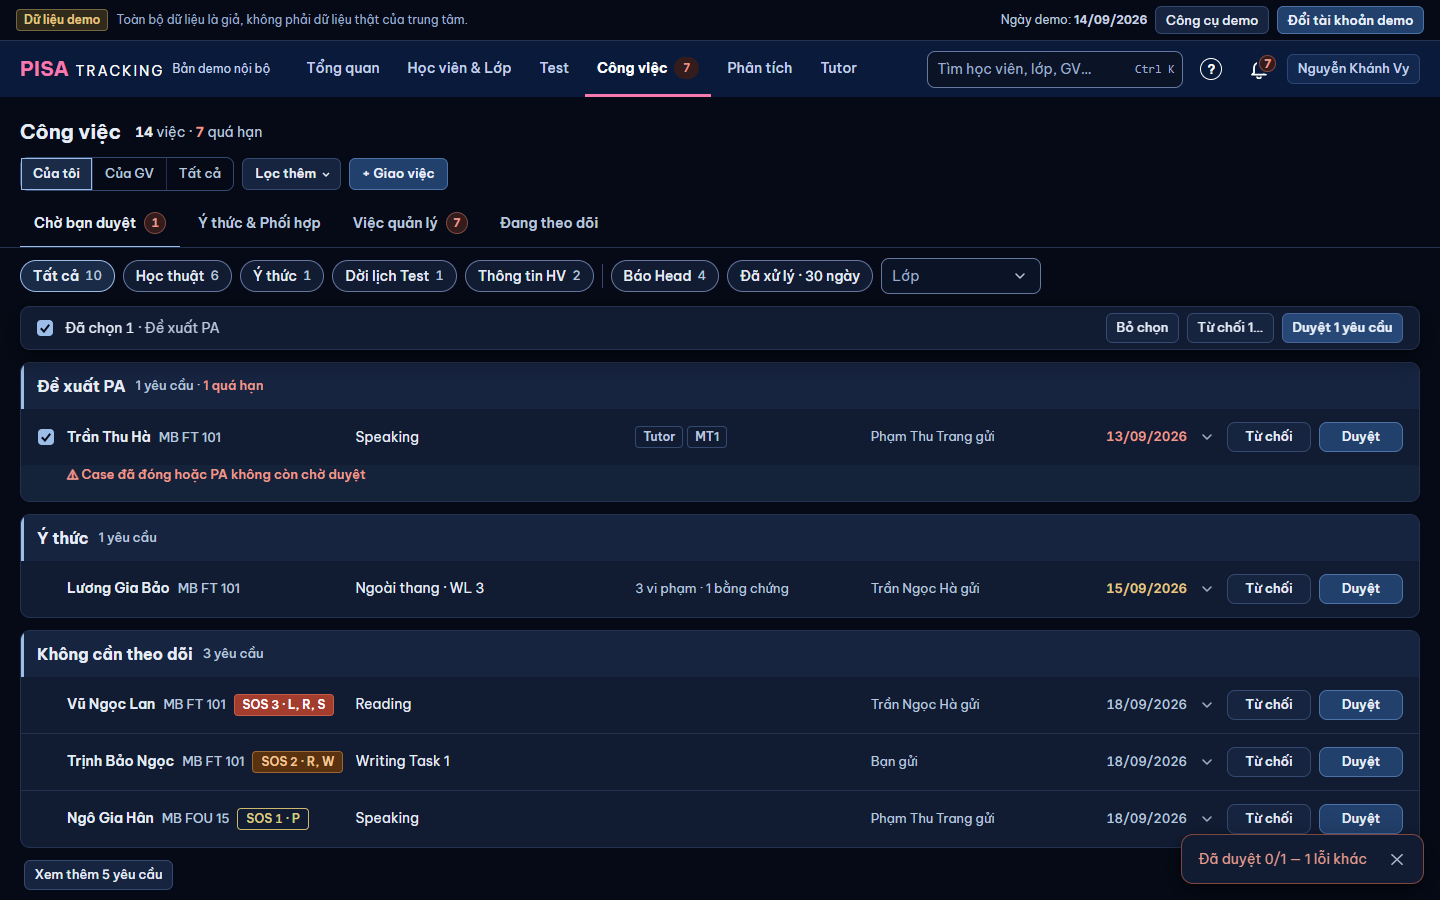 Dữ liệu demo Toàn bộ dữ liệu là giả, không phải dữ liệu thật của trung tâm. Ngày demo: 14/09/2026 Công cụ demo Đổi tài khoản demo
PISA TRACKING Bản demo nội bộ Tổng quan Học viên & Lớp Test Công việc 7 Phân tích Tutor Tìm học viên, lớp, GV... Ctrl K ? 7 Nguyễn Khánh Vy
Công việc 14 việc · 7 quá hạn
Của tôi Của GV Tất cả Lọc thêm + Giao việc
Chờ bạn duyệt 1 Ý thức & Phối hợp Việc quản lý 7 Đang theo dõi
Tất cả 10 Học thuật 6 Ý thức 1 Dời lịch Test 1 Thông tin HV 2 Báo Head 4 Đã xử lý · 30 ngày Lớp
Đã chọn 1 · Đề xuất PA Bỏ chọn Từ chối 1... Duyệt 1 yêu cầu
Đề xuất PA 1 yêu cầu · 1 quá hạn
Trần Thu Hà MB FT 101 Speaking Tutor MT1 Phạm Thu Trang gửi 13/09/2026 Từ chối Duyệt
⚠ Case đã đóng hoặc PA không còn chờ duyệt
Ý thức 1 yêu cầu
Lương Gia Bảo MB FT 101 Ngoài thang · WL 3 3 vi phạm · 1 bằng chứng Trần Ngọc Hà gửi 15/09/2026 Từ chối Duyệt
Không cần theo dõi 3 yêu cầu
Vũ Ngọc Lan MB FT 101 SOS 3 · L, R, S Reading Trần Ngọc Hà gửi 18/09/2026 Từ chối Duyệt
Trịnh Bảo Ngọc MB FT 101 SOS 2 · R, W Writing Task 1 Bạn gửi 18/09/2026 Từ chối Duyệt
Ngô Gia Hân MB FOU 15 SOS 1 · P Speaking Phạm Thu Trang gửi 18/09/2026 Từ chối Duyệt
Đã duyệt 0/1 — 1 lỗi khác
Xem thêm 5 yêu cầu